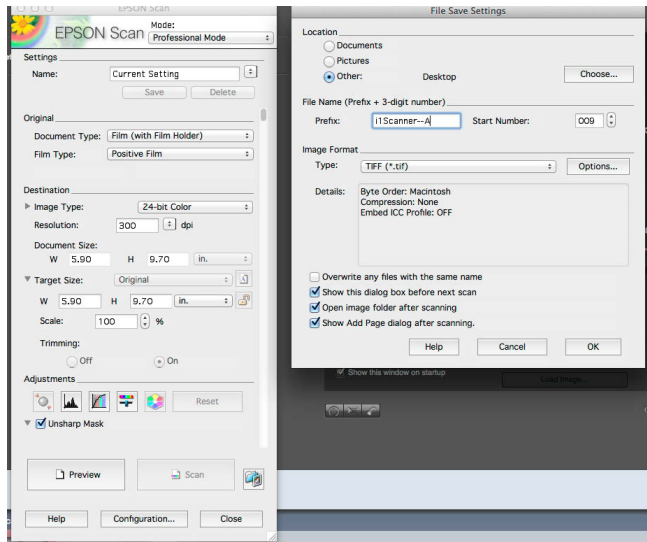 EPSON Scan
EPSON Scan
Mode:
Professional Mode
Settings
Name:
Current Setting
Save
Delete
Original
Document Type:
Film (with Film Holder)
Film Type:
Positive Film
Destination
Image Type:
24-bit Color
Resolution:
300
dpi
Document Size:
W 5.90 H 9.70 in.
Target Size:
Original
W 5.90 H 9.70 in.
Scale:
100
%
Trimming:
Off
On
Adjustments
Reset
Unsharp Mask
Preview
Scan
Help
Configuration...
Close
File Save Settings
Location
Documents
Pictures
Other:
Desktop
Choose...
File Name (Prefix + 3-digit number)
Prefix:
i1Scanner--A
Start Number:
009
Image Format
Type:
TIFF (*.tif)
Options...
Details:
Byte Order: Macintosh
Compression: None
Embed ICC Profile: OFF
Overwrite any files with the same name
Show this dialog box before next scan
Open image folder after scanning
Show Add Page dialog after scanning.
Help
Cancel
OK
Show this window on startup
Load Image...